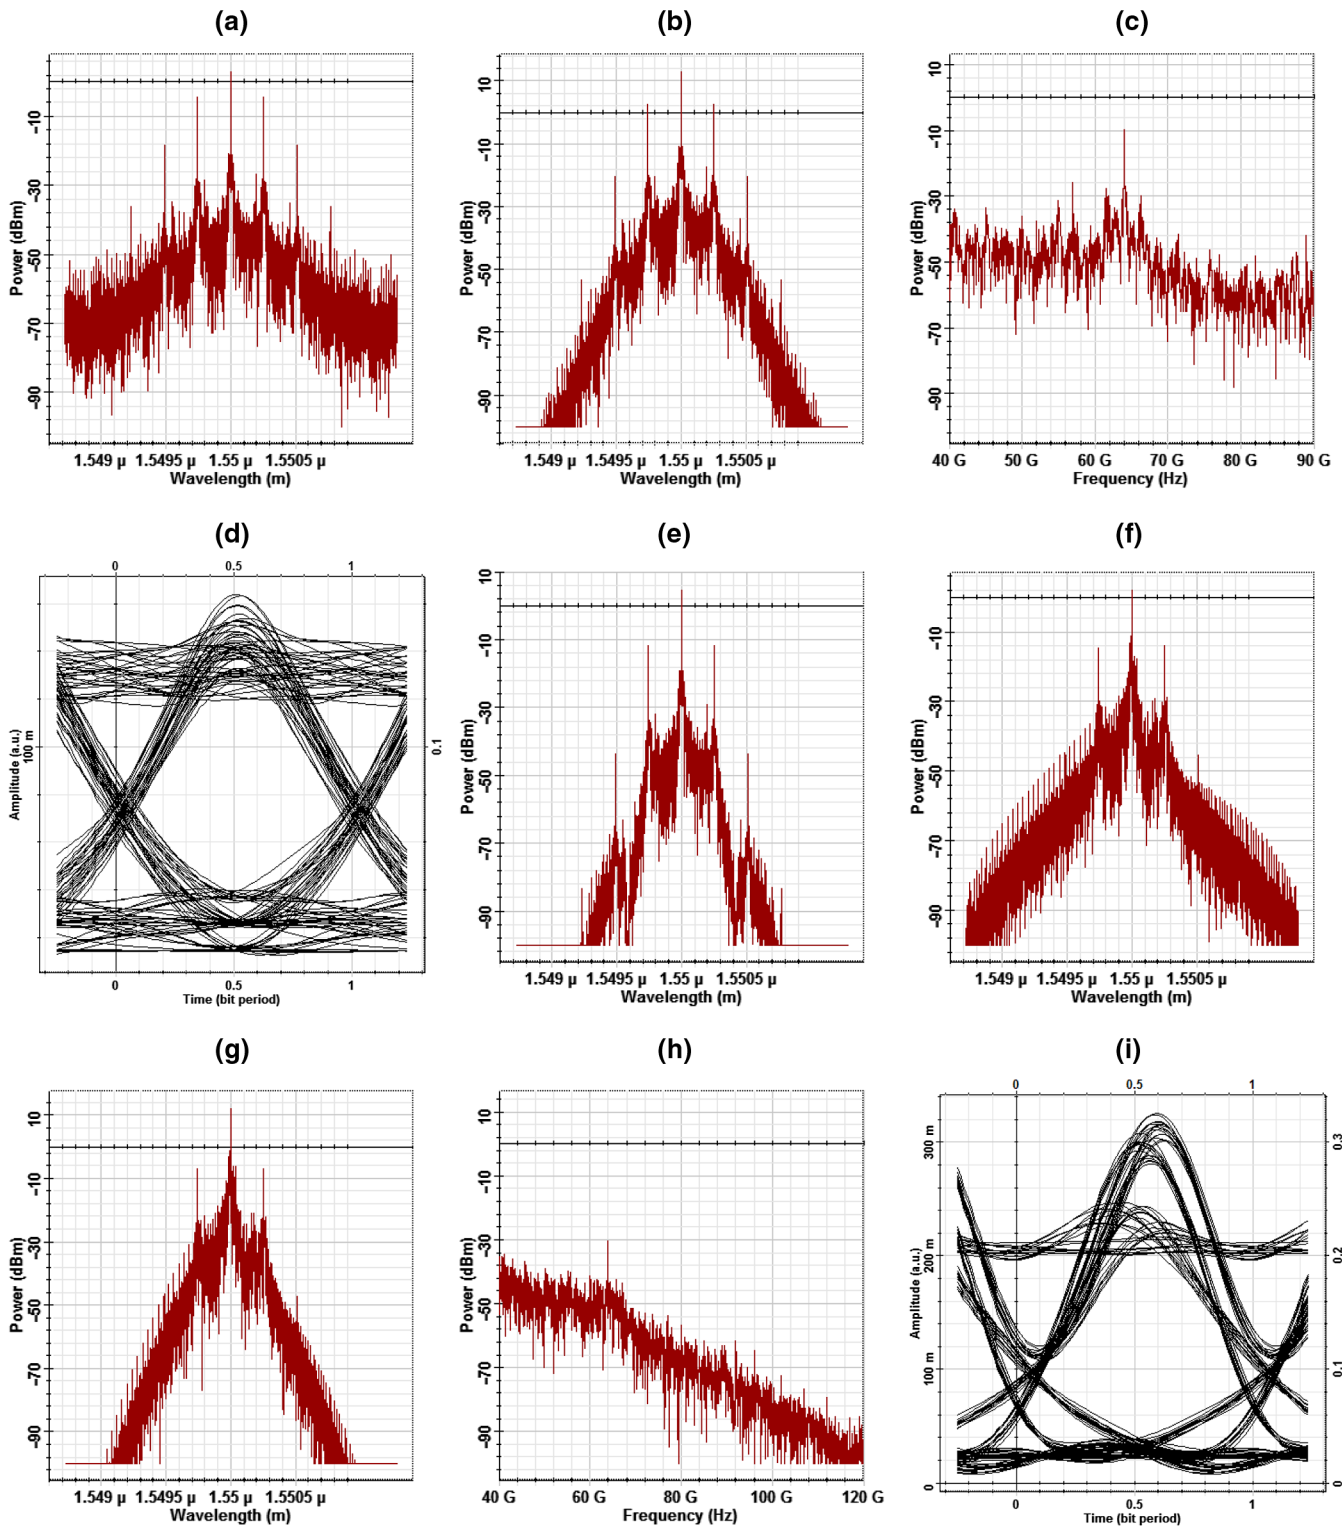 (a)
(b)
(c)
Power (dBm)
-10
-30
-50
-70
-90
1.549 µ 1.5495 µ 1.55 µ 1.5505 µ
Wavelength (m)
Power (dBm)
10
-10
-30
-50
-70
-90
1.549 µ 1.5495 µ 1.55 µ 1.5505 µ
Wavelength (m)
Power (dBm)
10
-10
-30
-50
-70
-90
40 G 50 G 60 G 70 G 80 G 90 G
Frequency (Hz)
(d)
(e)
(f)
0 0.5 1
Amplitude (a.u.)
100 m
0.1
0 0.5 1
Time (bit period)
Power (dBm)
10
-10
-30
-50
-70
-90
1.549 µ 1.5495 µ 1.55 µ 1.5505 µ
Wavelength (m)
Power (dBm)
-10
-30
-50
-70
-90
1.549 µ 1.5495 µ 1.55 µ 1.5505 µ
Wavelength (m)
(g)
(h)
(i)
Power (dBm)
10
-10
-30
-50
-70
-90
1.549 µ 1.5495 µ 1.55 µ 1.5505 µ
Wavelength (m)
Power (dBm)
10
-10
-30
-50
-70
-90
40 G 60 G 80 G 100 G 120 G
Frequency (Hz)
0 0.5 1
Amplitude (a.u.)
300 m
200 m
100 m
0
0.3
0.2
0.1
0
0 0.5 1
Time (bit period)